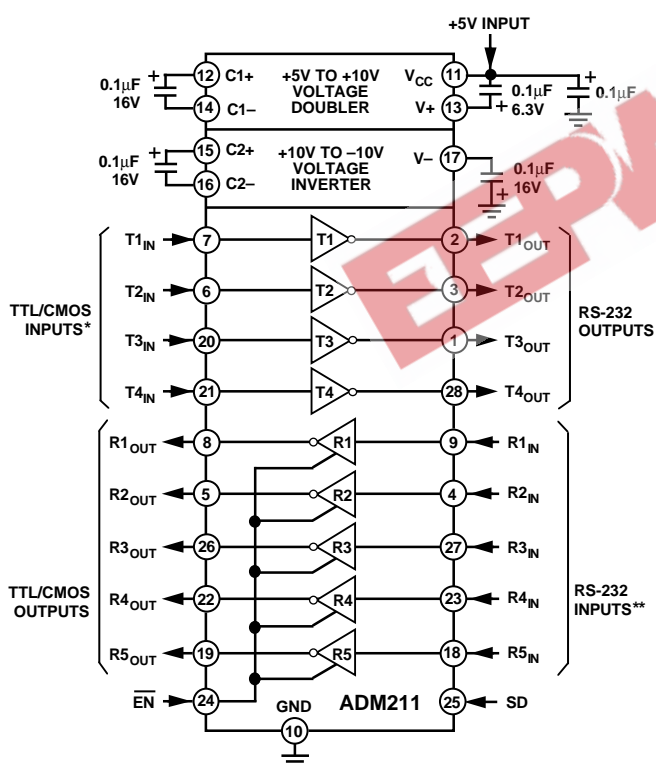 +5V INPUT
0.1µF 16V
12 C1+
14 C1–
+5V TO +10V VOLTAGE DOUBLER
VCC 11
V+ 13
0.1µF 6.3V
0.1µF
0.1µF 16V
15 C2+
16 C2–
+10V TO –10V VOLTAGE INVERTER
V– 17
0.1µF 16V
TTL/CMOS INPUTS*
T1IN 7 T1 2 T1OUT
T2IN 6 T2 3 T2OUT
T3IN 20 T3 1 T3OUT
T4IN 21 T4 28 T4OUT
RS-232 OUTPUTS
TTL/CMOS OUTPUTS
R1OUT 8 R1 9 R1IN
R2OUT 5 R2 4 R2IN
R3OUT 26 R3 27 R3IN
R4OUT 22 R4 23 R4IN
R5OUT 19 R5 18 R5IN
RS-232 INPUTS**
EN 24
GND
10
ADM211
25 SD